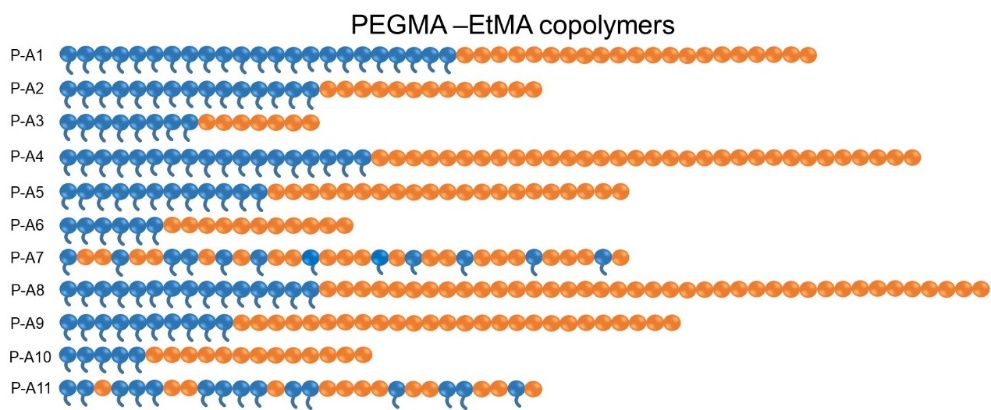 PEGMA –EtMA copolymers
P-A1
P-A2
P-A3
P-A4
P-A5
P-A6
P-A7
P-A8
P-A9
P-A10
P-A11